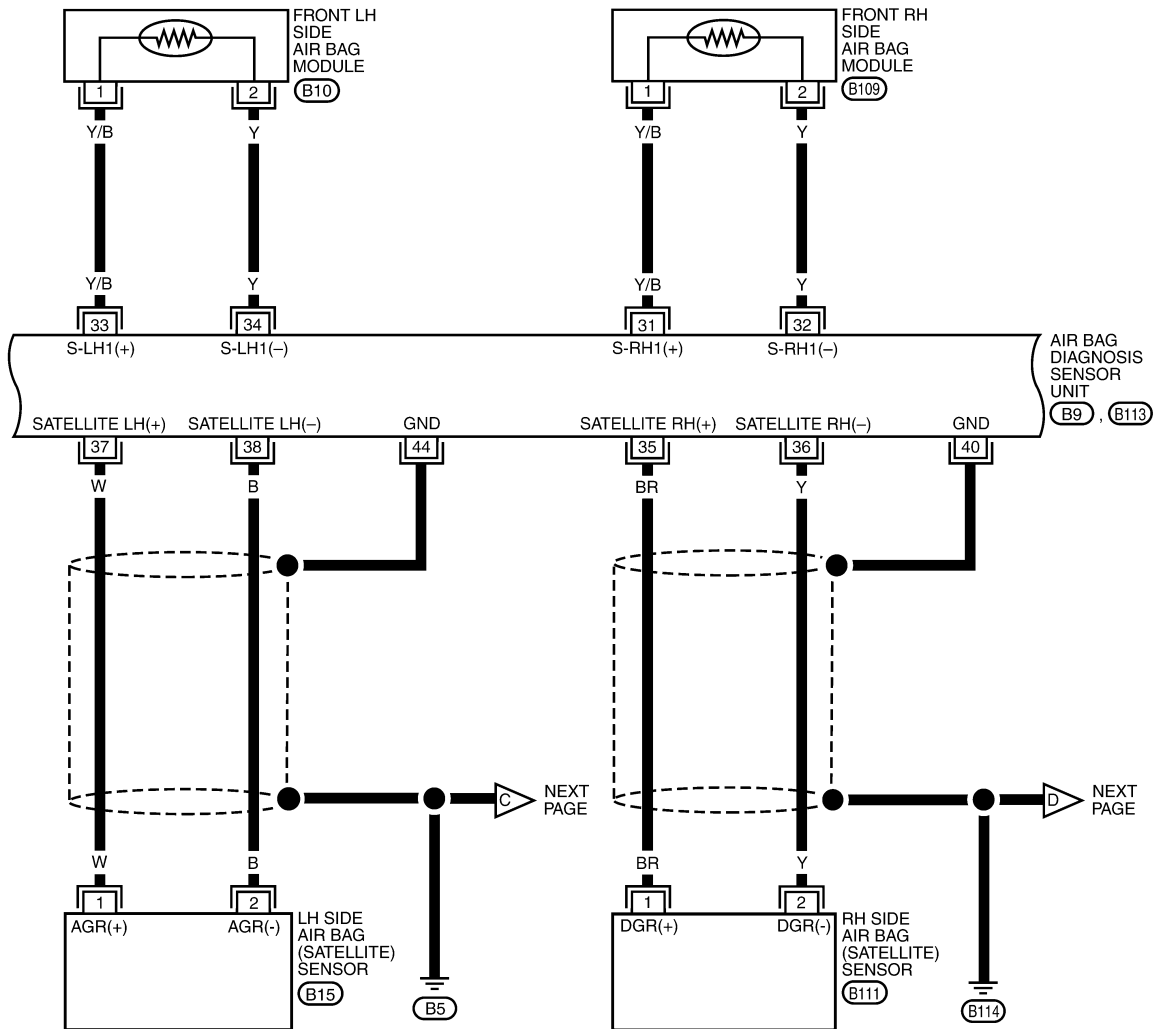 FRONT LH
SIDE
AIR BAG
MODULE
B10
FRONT RH
SIDE
AIR BAG
MODULE
B109
1
2
1
2
Y/B
Y
Y/B
Y
Y/B
Y
Y/B
Y
33
34
31
32
S-LH1(+)
S-LH1(–)
S-RH1(+)
S-RH1(–)
AIR BAG
DIAGNOSIS
SENSOR
UNIT
B9 , B113
SATELLITE LH(+)
SATELLITE LH(–)
GND
SATELLITE RH(+)
SATELLITE RH(–)
GND
37
38
44
35
36
40
W
B
BR
Y
C
NEXT
PAGE
D
NEXT
PAGE
W
B
BR
Y
1
2
1
2
AGR(+)
AGR(-)
DGR(+)
DGR(-)
LH SIDE
AIR BAG
(SATELLITE)
SENSOR
B15
B5
RH SIDE
AIR BAG
(SATELLITE)
SENSOR
B111
B114